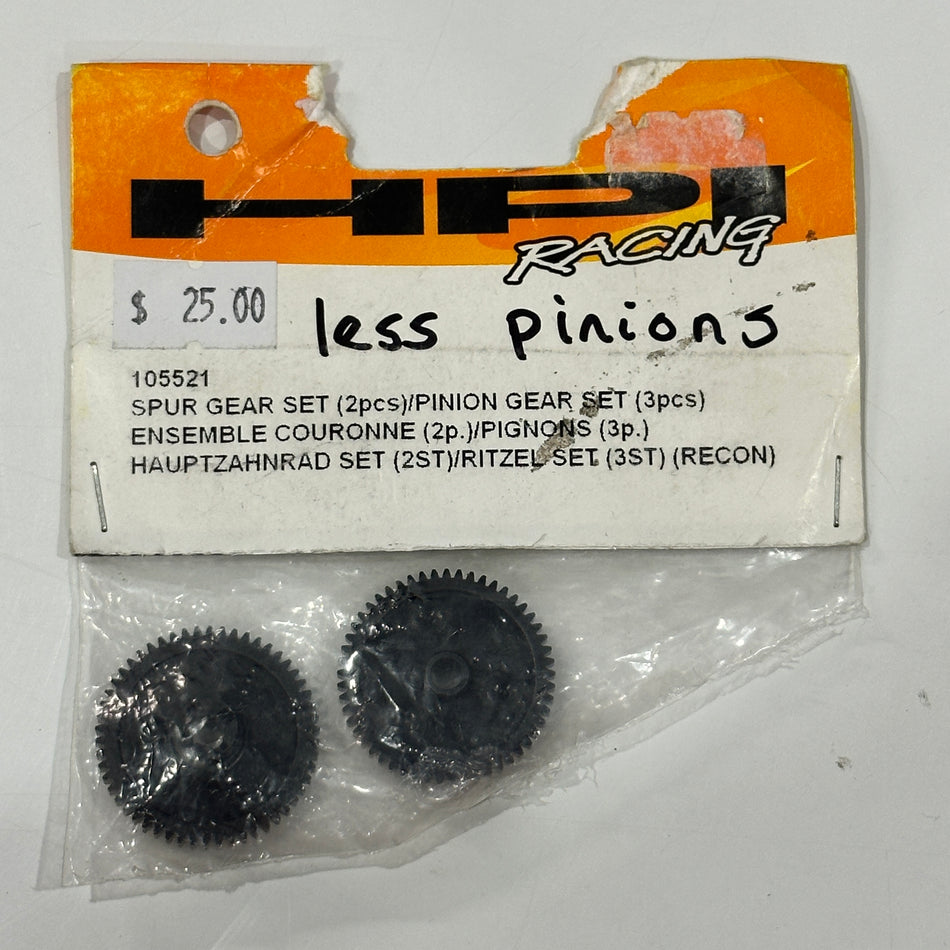 HPI
RACING
$ 25.00
less pinions
105521
SPUR GEAR SET (2pcs)/PINION GEAR SET (3pcs)
ENSEMBLE COURONNE (2p.)/PIGNONS (3p.)
HAUPTZAHNRAD SET (2ST)/RITZEL SET (3ST) (RECON)